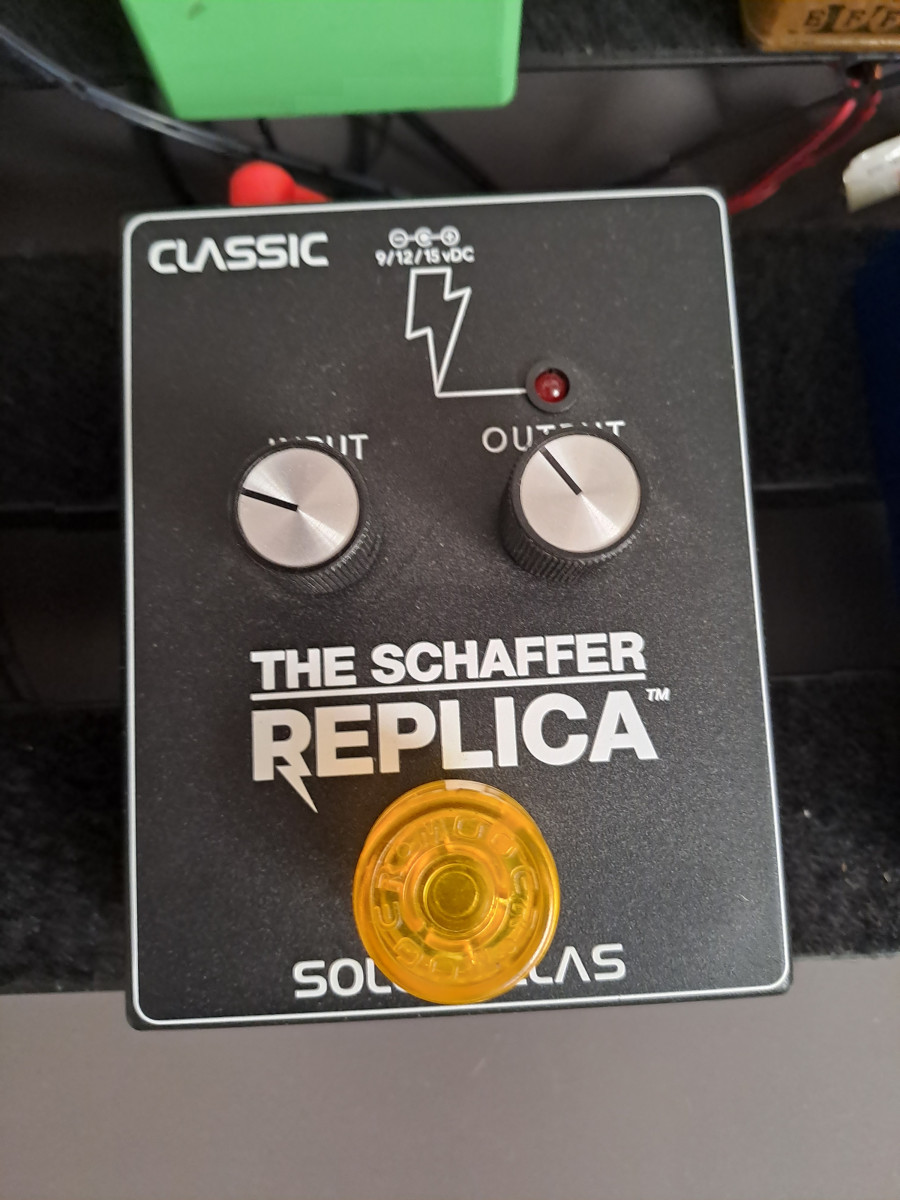 CLASSIC
9/12/15 VDC
INPUT
OUTPUT
THE SCHAFFER
REPLICA™